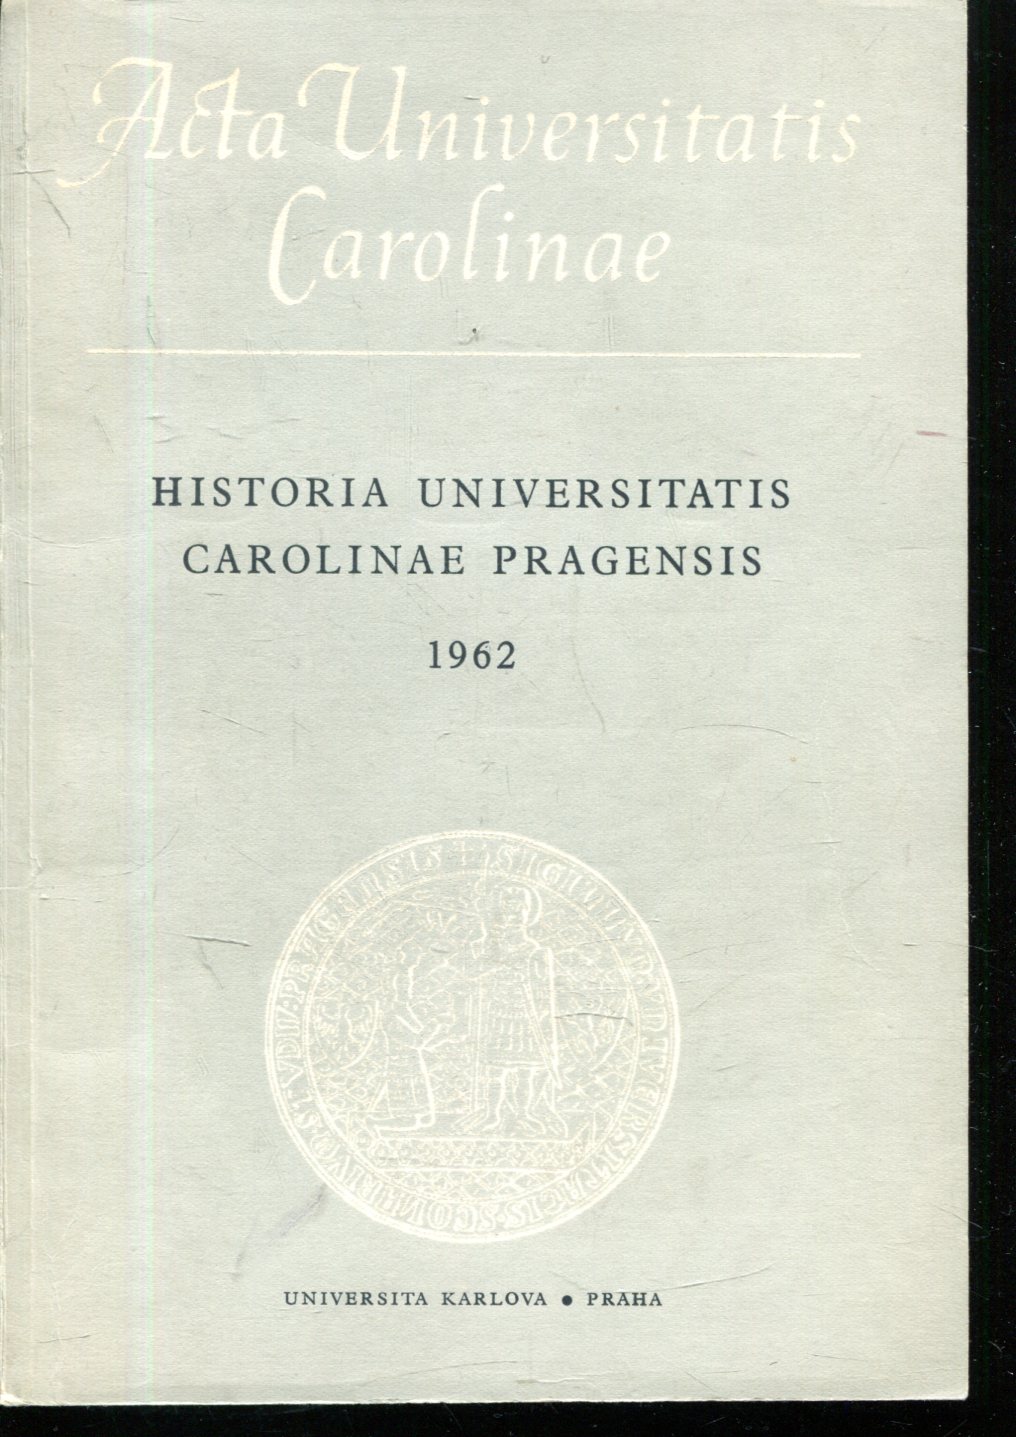 Acta Universitatis
Carolinae
HISTORIA UNIVERSITATIS
CAROLINAE PRAGENSIS
1962
UNIVERSITA KARLOVA • PRAHA